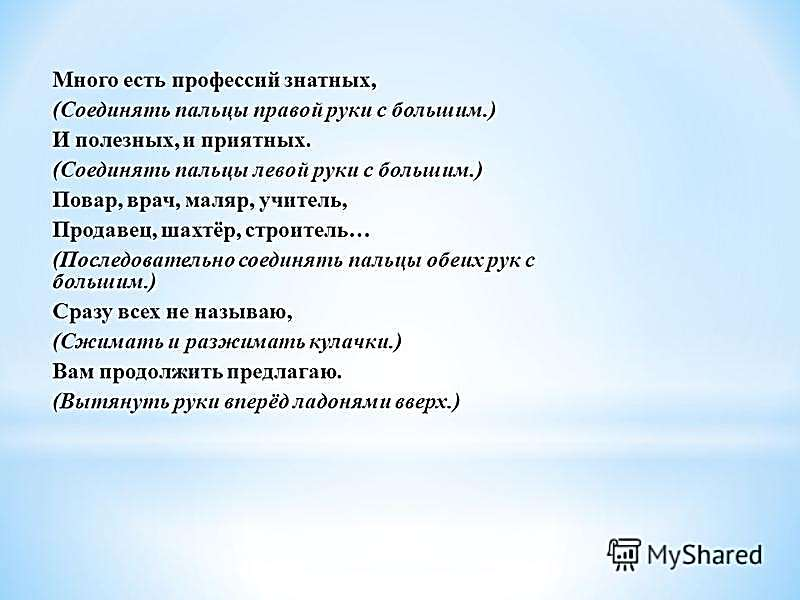 Много есть профессий знатных,
(Соединять пальцы правой руки с большим.)
И полезных, и приятных.
(Соединять пальцы левой руки с большим.)
Повар, врач, маляр, учитель,
Продавец, шахтёр, строитель…
(Последовательно соединять пальцы обеих рук с
большим.)
Сразу всех не называю,
(Сжимать и разжимать кулачки.)
Вам продолжить предлагаю.
(Вытянуть руки вперёд ладонями вверх.)
MyShared